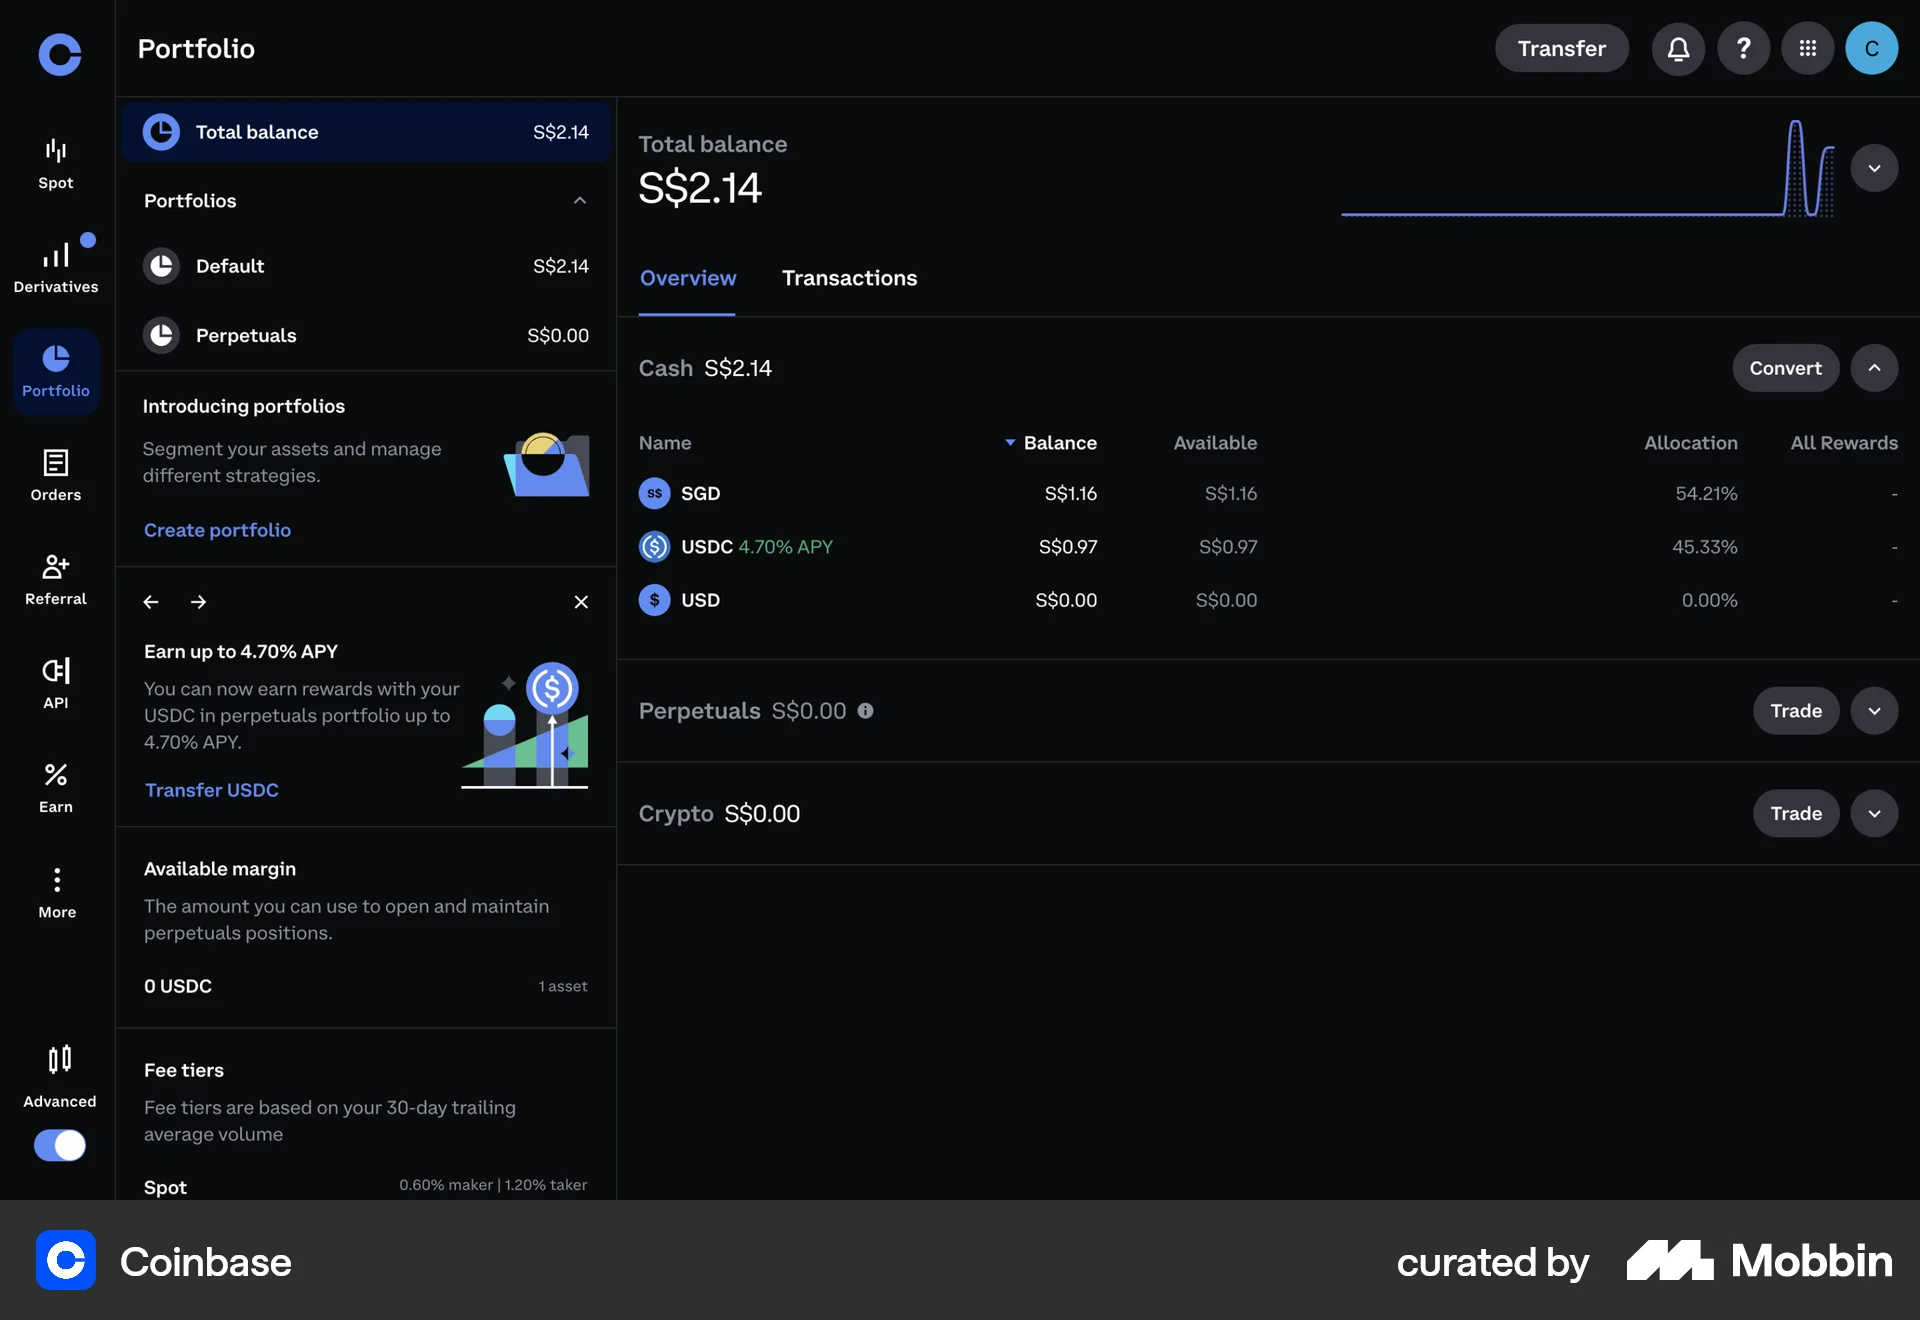 Portfolio
Transfer
C
Spot
Derivatives
Portfolio
Orders
Referral
API
Earn
More
Advanced
Total balance S$2.14
Portfolios
Default S$2.14
Perpetuals S$0.00
Introducing portfolios
Segment your assets and manage
different strategies.
Create portfolio
Earn up to 4.70% APY
You can now earn rewards with your
USDC in perpetuals portfolio up to
4.70% APY.
Transfer USDC
Available margin
The amount you can use to open and maintain
perpetuals positions.
0 USDC 1 asset
Fee tiers
Fee tiers are based on your 30-day trailing
average volume
Spot 0.60% maker | 1.20% taker
Total balance
S$2.14
Overview Transactions
Cash S$2.14 Convert
Name Balance Available Allocation All Rewards
S$ SGD S$1.16 S$1.16 54.21% -
$ USDC 4.70% APY S$0.97 S$0.97 45.33% -
$ USD S$0.00 S$0.00 0.00% -
Perpetuals S$0.00 Trade
Crypto S$0.00 Trade
Coinbase
curated by Mobbin